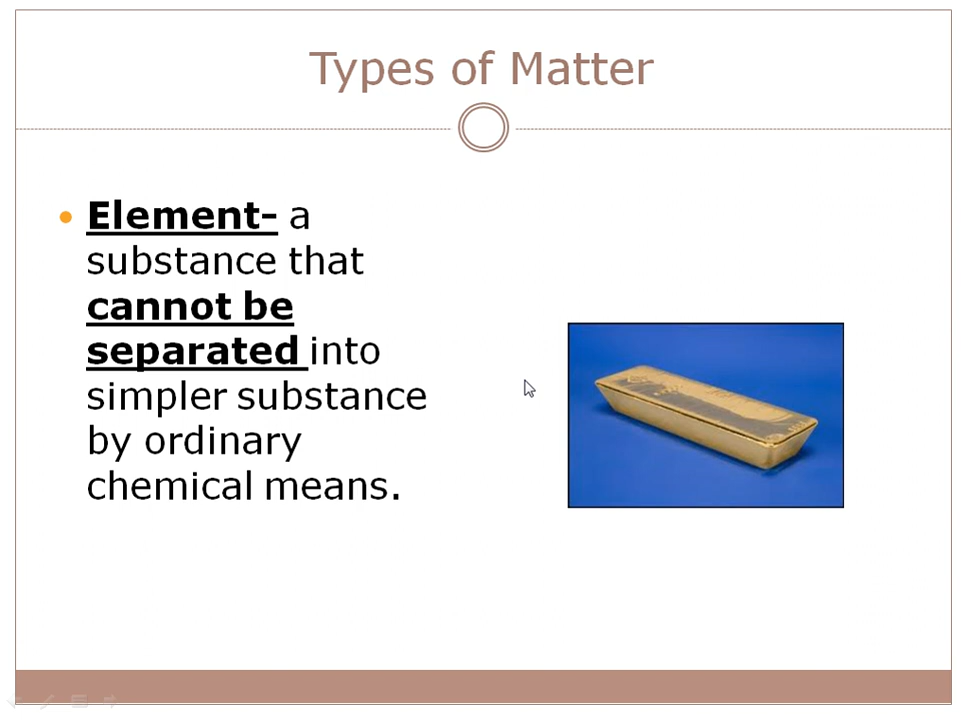 Types of Matter
Element- a
substance that
cannot be
separated into
simpler substance
by ordinary
chemical means.